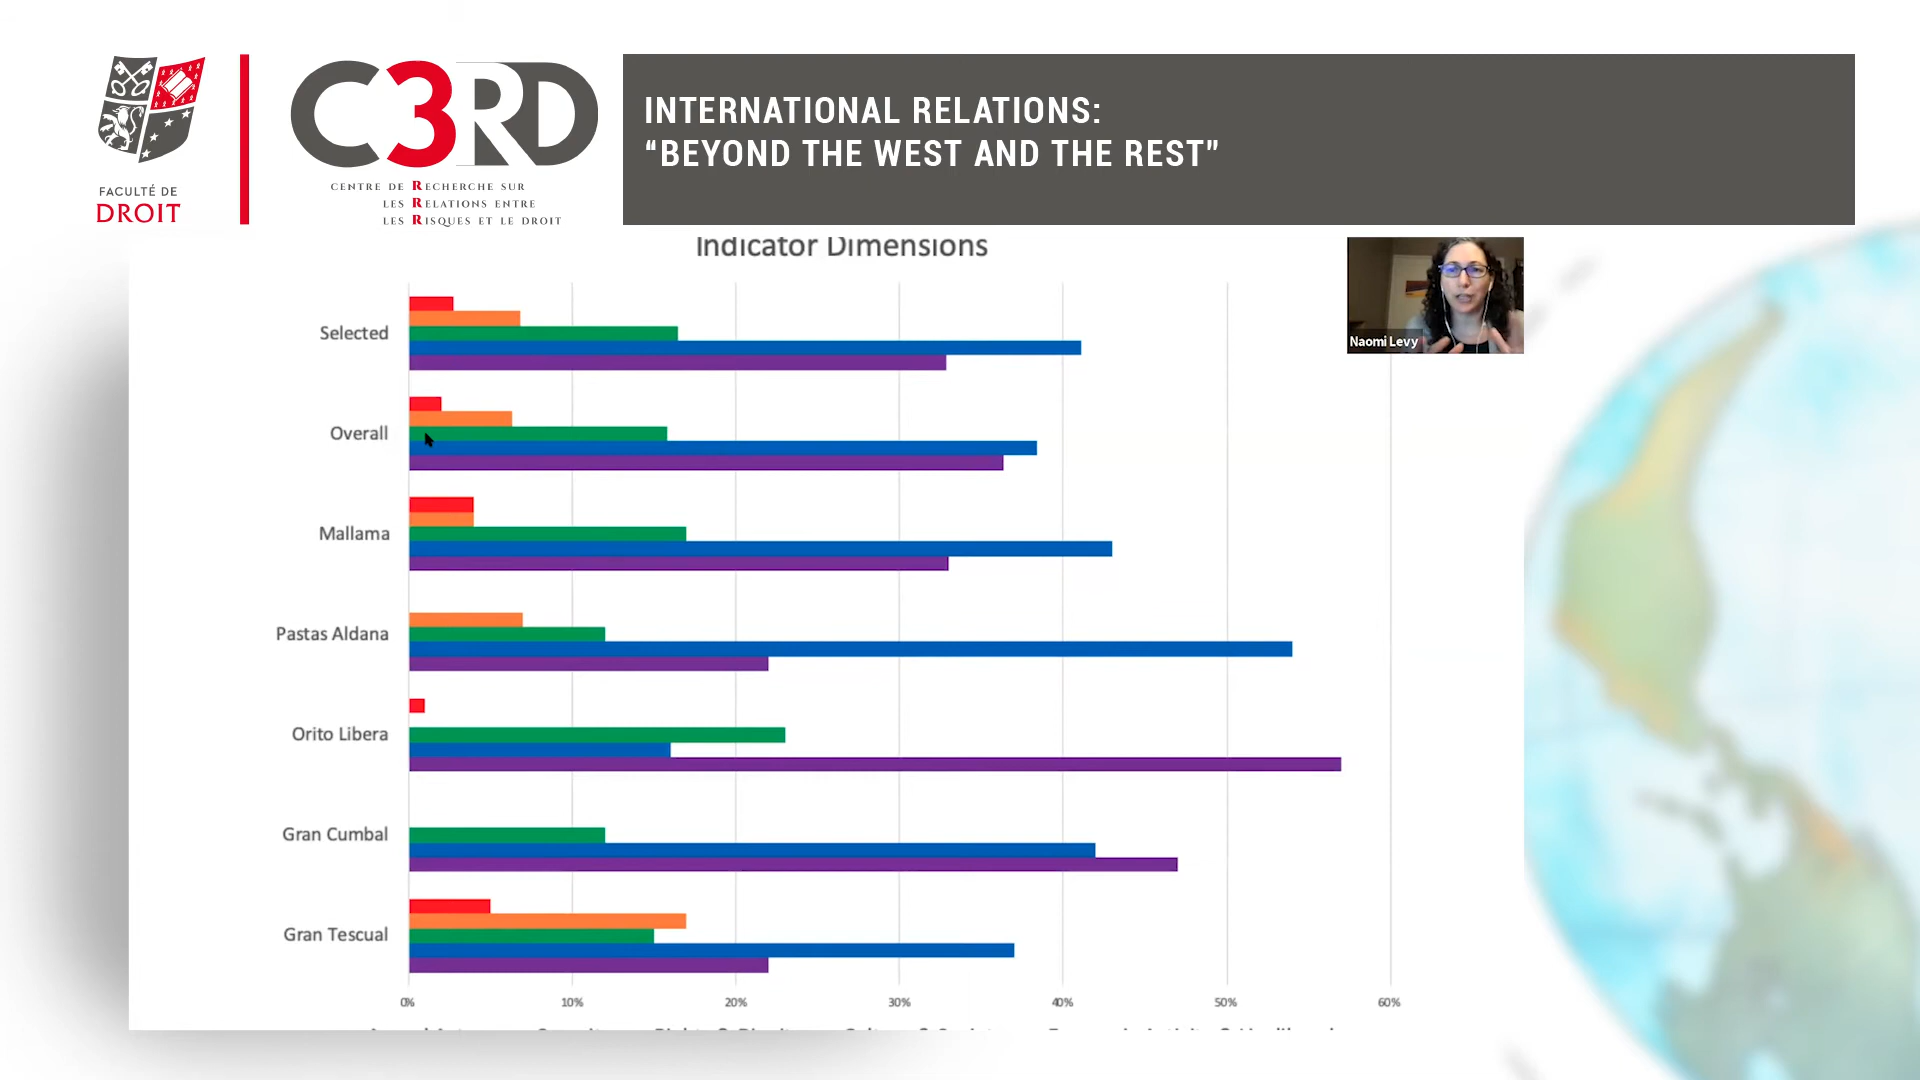 FACULTÉ DE
DROIT
C3RD
CENTRE DE RECHERCHE SUR
LES RELATIONS ENTRE
LES RISQUES ET LE DROIT
INTERNATIONAL RELATIONS:
“BEYOND THE WEST AND THE REST”
Indicator Dimensions
Naomi Levy
Selected
Overall
Mallama
Pastas Aldana
Orito Libera
Gran Cumbal
Gran Tescual
0% 10% 20% 30% 40% 50% 60%